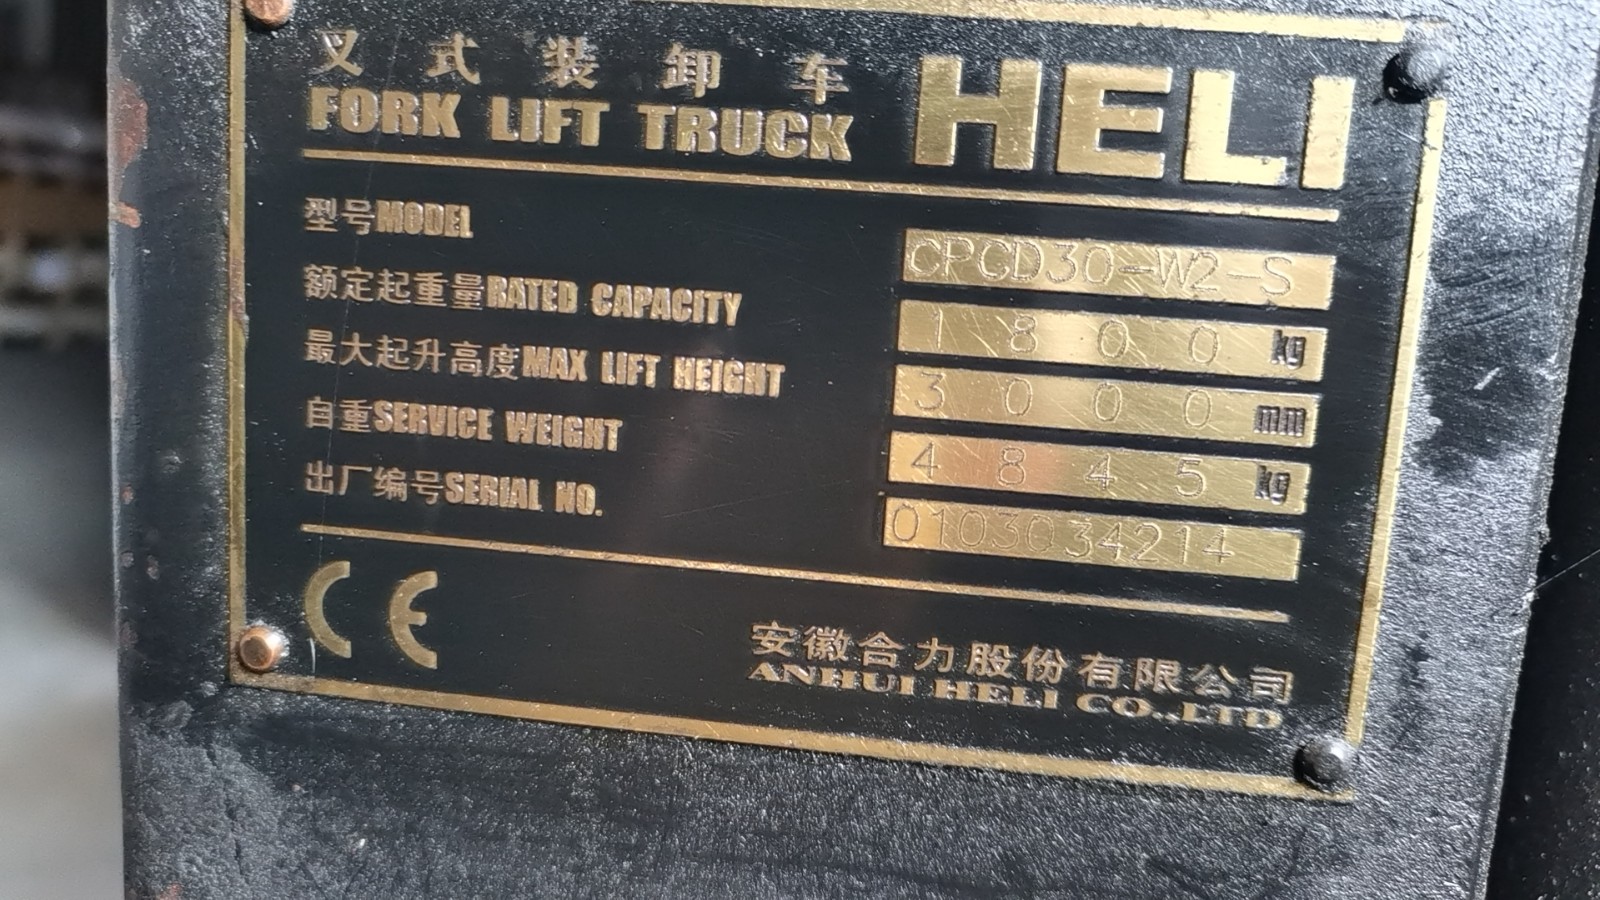 叉式装卸车
FORK LIFT TRUCK HELI
型号MODEL CPCD30-W2-S
额定起重量RATED CAPACITY 1800 kg
最大起升高度MAX LIFT HEIGHT 3000 mm
自重SERVICE WEIGHT 4845 kg
出厂编号SERIAL NO. 0103034214
CE
安徽合力股份有限公司
ANHUI HELI CO.,LTD